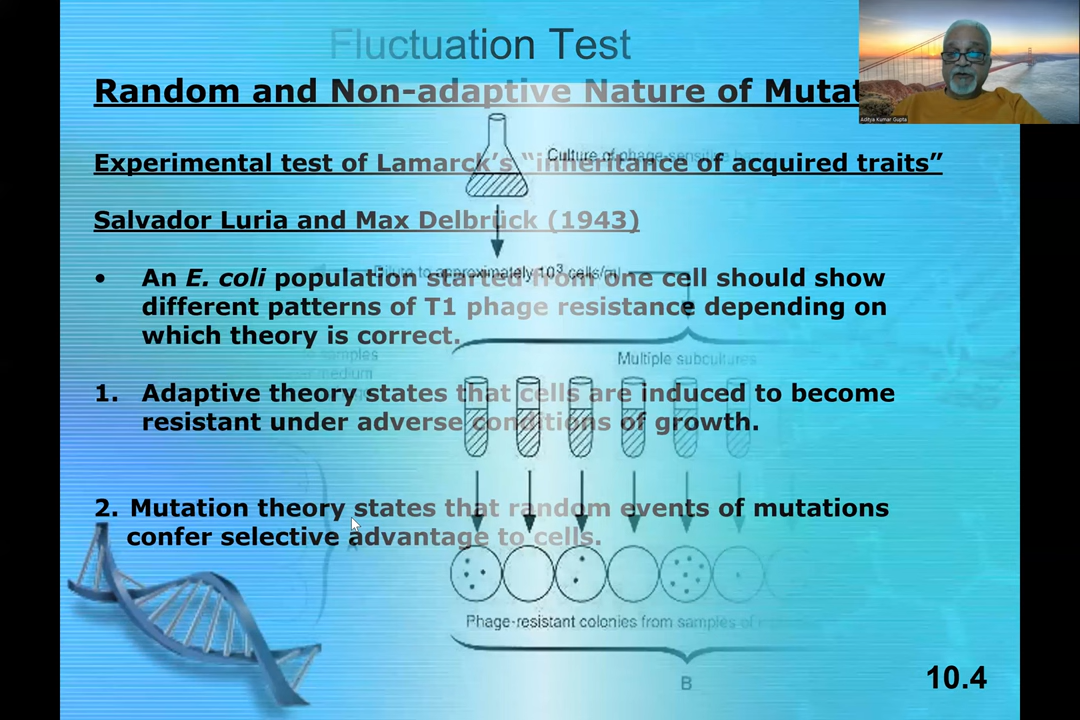 Fluctuation Test
Random and Non-adaptive Nature of Mutat
Aditya Kumar Gupta
Culture of phage-sensitive
Experimental test of Lamarck's “inheritance of acquired traits”
Salvador Luria and Max Delbrück (1943)
Dilute to approximately 10³ cells/ml
• An E. coli population started from one cell should show
different patterns of T1 phage resistance depending on
which theory is correct.
samples
medium
Multiple subcultures
1. Adaptive theory states that cells are induced to become
resistant under adverse conditions of growth.
2. Mutation theory states that random events of mutations
confer selective advantage to cells.
Phage-resistant colonies from samples of
B
10.4